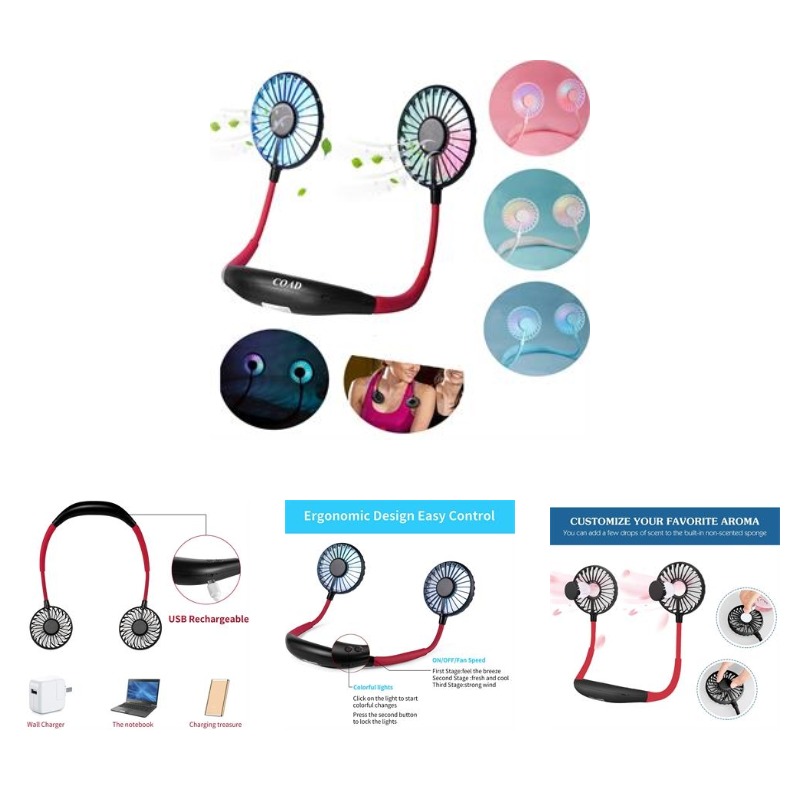 COAD
USB Rechargeable
Wall Charger
The notebook
Charging treasure
Ergonomic Design Easy Control
ON/OFF/Fan Speed
First Stage:feel the breeze
Second Stage :fresh and cool
Third Stage:strong wind
Colorful lights
Click on the light to start
colorful changes
Press the second button
to lock the lights
CUSTOMIZE YOUR FAVORITE AROMA
You can add a few drops of scent to the built-in non-scented sponge